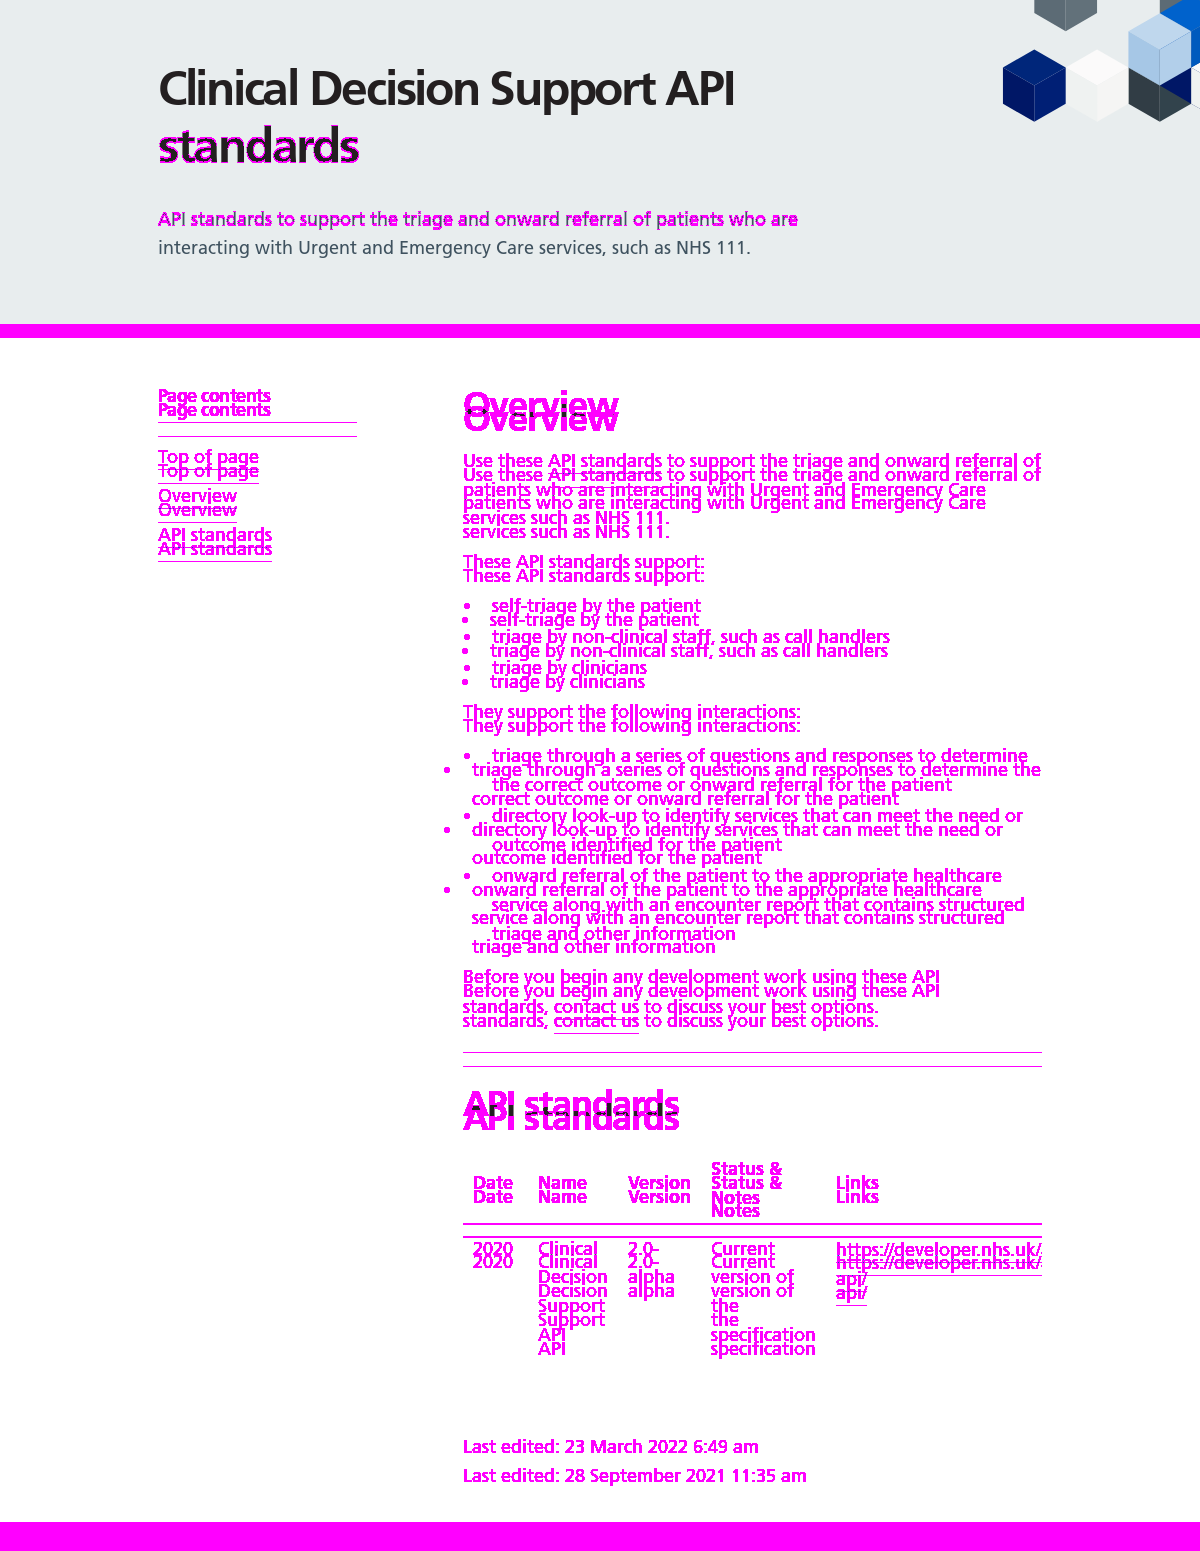 Clinical Decision Support API
standards
API standards to support the triage and onward referral of patients who are
interacting with Urgent and Emergency Care services, such as NHS 111.
Page contents
Page contents
Top of page
Top of page
Overview
Overview
API standards
API standards
Overview
Overview
Use these API standards to support the triage and onward referral of
Use these API standards to support the triage and onward referral of
patients who are interacting with Urgent and Emergency Care
patients who are interacting with Urgent and Emergency Care
services such as NHS 111.
services such as NHS 111.
These API standards support:
These API standards support:
• self-triage by the patient
• self-triage by the patient
• triage by non-clinical staff, such as call handlers
• triage by non-clinical staff, such as call handlers
• triage by clinicians
• triage by clinicians
They support the following interactions:
They support the following interactions:
• triage through a series of questions and responses to determine
• triage through a series of questions and responses to determine the
the correct outcome or onward referral for the patient
correct outcome or onward referral for the patient
• directory look-up to identify services that can meet the need or
• directory look-up to identify services that can meet the need or
outcome identified for the patient
outcome identified for the patient
• onward referral of the patient to the appropriate healthcare
• onward referral of the patient to the appropriate healthcare
service along with an encounter report that contains structured
service along with an encounter report that contains structured
triage and other information
triage and other information
Before you begin any development work using these API
Before you begin any development work using these API
standards, contact us to discuss your best options.
standards, contact us to discuss your best options.
API standards
API standards
Status &
Date Name Version Status & Links
Date Name Version Notes Links
Notes
2020 Clinical 2.0- Current https://developer.nhs.uk/
2020 Clinical 2.0- Current https://developer.nhs.uk/
Decision alpha version of api/
Decision alpha version of api/
Support the
Support the
API specification
API specification
Last edited: 23 March 2022 6:49 am
Last edited: 28 September 2021 11:35 am